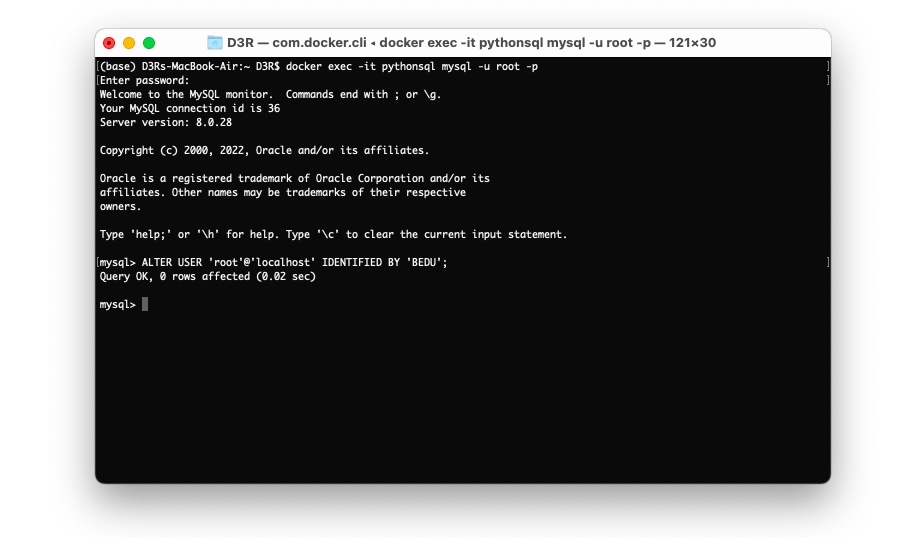 D3R — com.docker.cli ◂ docker exec -it pythonsql mysql -u root -p — 121×30
(base) D3Rs-MacBook-Air:~ D3R$ docker exec -it pythonsql mysql -u root -p
Enter password:
Welcome to the MySQL monitor.  Commands end with ; or \g.
Your MySQL connection id is 36
Server version: 8.0.28
Copyright (c) 2000, 2022, Oracle and/or its affiliates.
Oracle is a registered trademark of Oracle Corporation and/or its
affiliates. Other names may be trademarks of their respective
owners.
Type 'help;' or '\h' for help. Type '\c' to clear the current input statement.
mysql> ALTER USER 'root'@'localhost' IDENTIFIED BY 'BEDU';
Query OK, 0 rows affected (0.02 sec)
mysql>